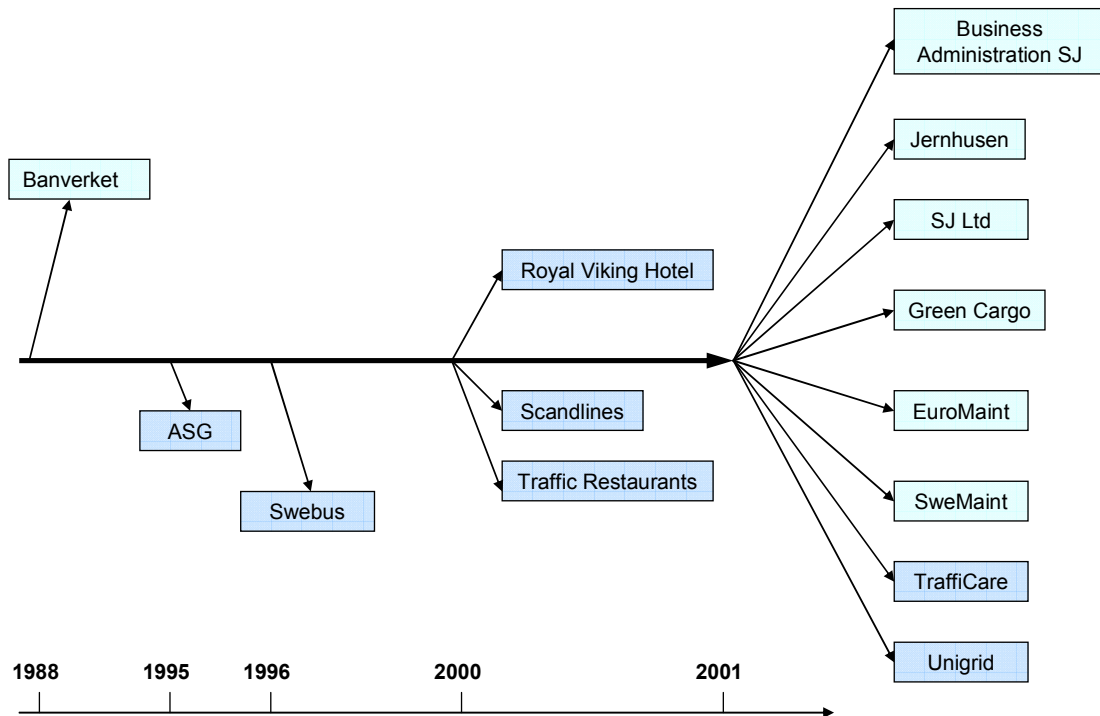 Business
Administration SJ
Jernhusen
Banverket
SJ Ltd
Royal Viking Hotel
Green Cargo
Scandlines
EuroMaint
ASG
Traffic Restaurants
SweMaint
Swebus
TraffiCare
Unigrid
1988
1995
1996
2000
2001